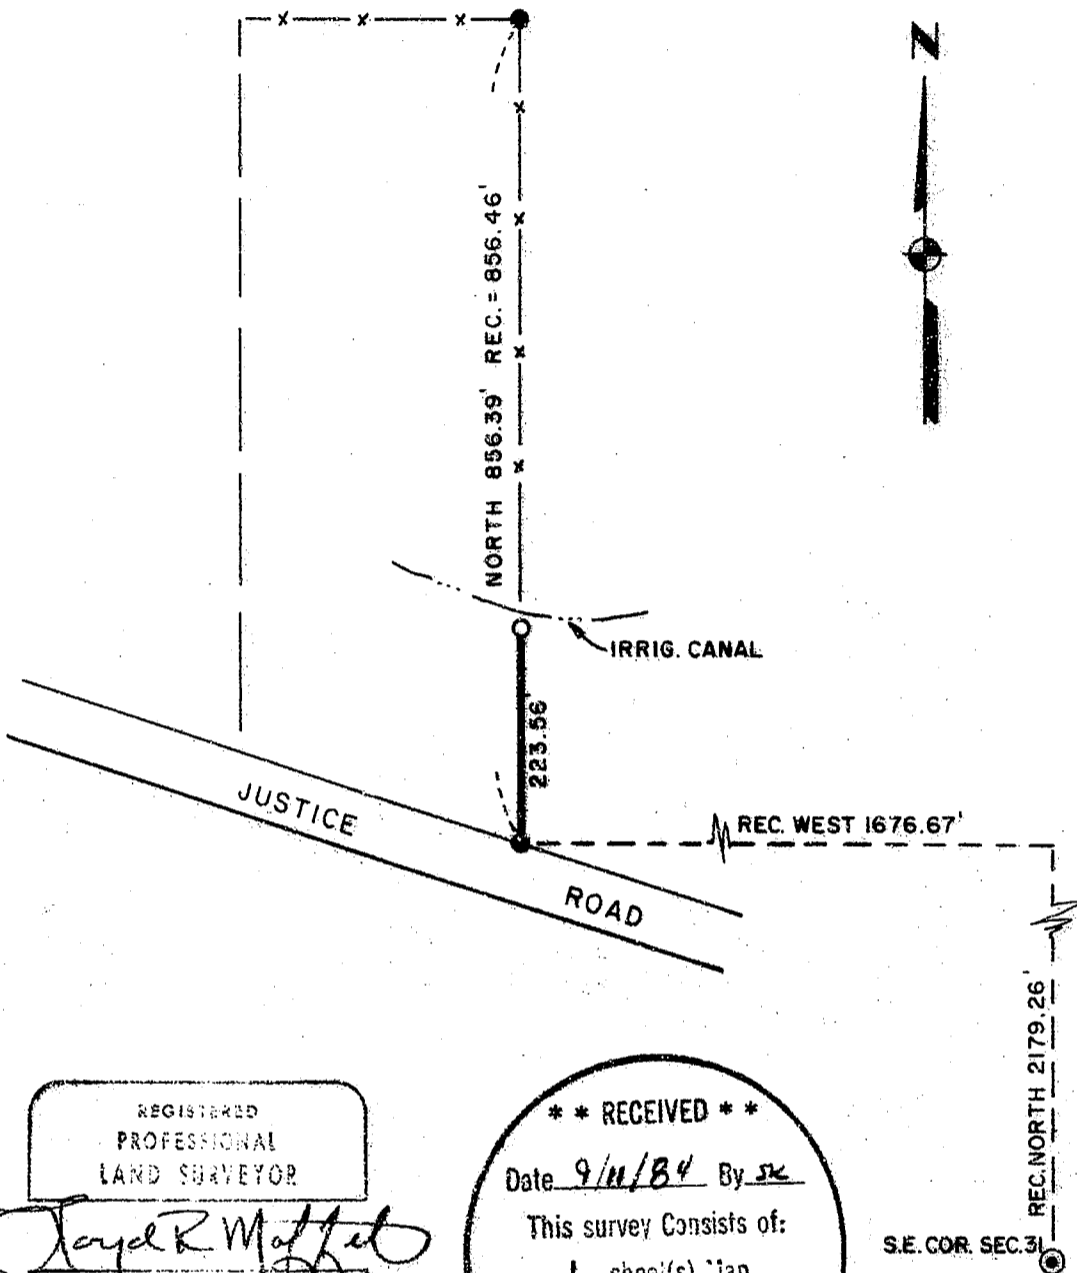 N
NORTH 856.39' REC. = 856.46'
IRRIG. CANAL
223.56'
JUSTICE ROAD
REC. WEST 1676.67'
REC. NORTH 2179.26'
S.E. COR. SEC. 31
REGISTERED
PROFESSIONAL
LAND SURVEYOR
* * RECEIVED * *
Date 9/11/84 By SK
This survey Consists of: